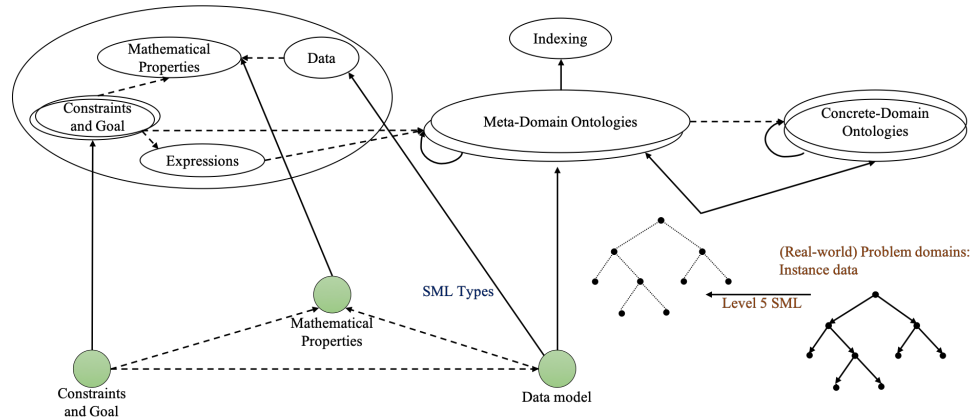 Indexing
Mathematical
Properties
Data
Constraints
and Goal
Meta-Domain Ontologies
Concrete-Domain
Ontologies
Expressions
(Real-world) Problem domains:
Instance data
SML Types
Level 5 SML
Mathematical
Properties
Constraints
and Goal
Data model